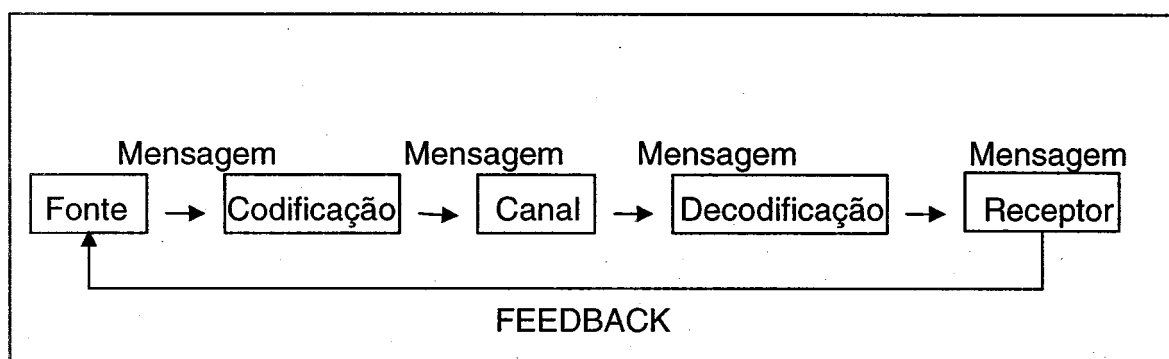 Mensagem Mensagem Mensagem Mensagem
Fonte Codificação Canal Decodificação Receptor
FEEDBACK